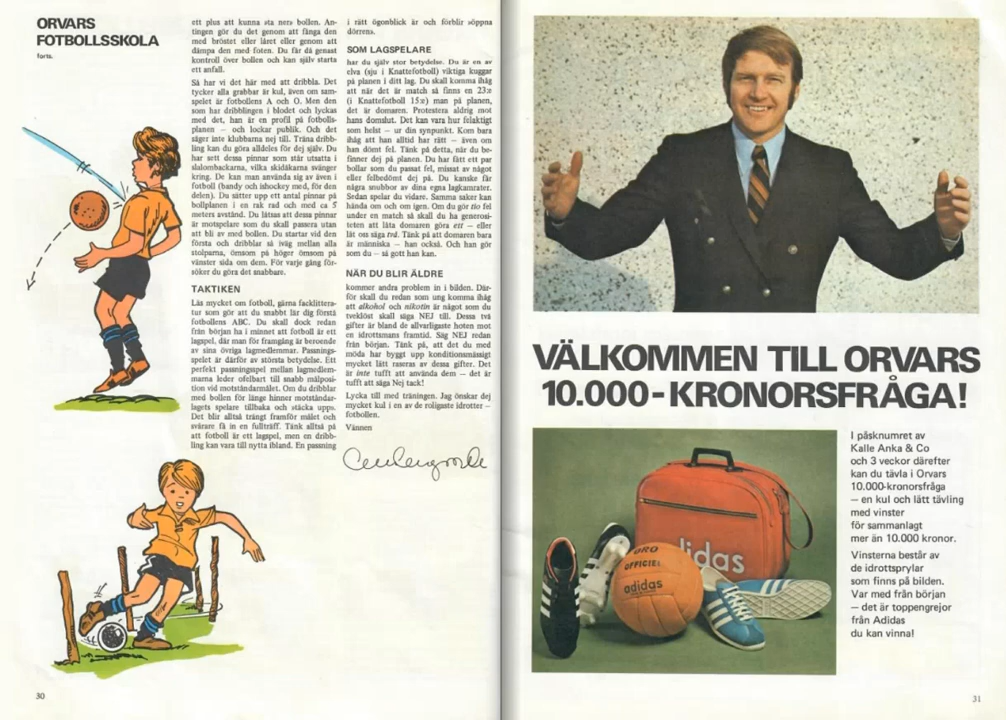 ORVARS
FOTBOLLSSKOLA
forts.
ett plus att kunna »ta ner» bollen. An-
tingen gör du det genom att fånga den
med bröstet eller låret eller genom att
dämpa den med foten. Du får då genast
kontroll över bollen och kan själv starta
ett anfall.
Så har vi det här med att dribbla. Det
tycker alla grabbar är kul, även om sam-
spelet är fotbollens A och O. Men den
som har dribblingen i blodet och lyckas
med det, han är en profil på fotbolls-
planen — och lockar publik. Och det
säger inte klubbarna nej till. Träna dribb-
ling kan du göra alldeles för dej själv. Du
har sett dessa pinnar som står utsatta i
slalombackarna, vilka skidåkarna svänger
kring. De kan man använda sig av även i
fotboll (bandy och ishockey med, för den
delen). Du sätter upp ett antal pinnar på
bollplanen i en rak rad och med ca 5
meters avstånd. Du låtsas att dessa pinnar
är motspelare som du skall passera utan
att bli av med bollen. Du startar vid den
första och dribblar så iväg mellan alla
stolparna, ömsom på höger ömsom på
vänster sida om dem. För varje gång för-
söker du göra det snabbare.
TAKTIKEN
Läs mycket om fotboll, gärna facklittera-
tur som gör att du snabbt lär dig förstå
fotbollens ABC. Du skall dock redan
från början ha i minnet att fotboll är ett
lagspel, där man för framgång är beroende
av sina övriga lagmedlemmar. Passnings-
spelet är därför av största betydelse. Ett
perfekt passningsspel mellan lagmedlem-
marna leder ofelbart till snabb målposi-
tion vid motståndarmålet. Om du dribblar
med bollen för länge hinner motståndar-
lagets spelare tillbaka och »täcka upp».
Det blir alltså trångt framför målet och
svårare få in en fullträff. Tänk alltså på
att fotboll är ett lagspel, men en dribb-
ling kan vara till nytta ibland. En passning
i rätt ögonblick är och förblir »öppna
dörren».
SOM LAGSPELARE
har du själv stor betydelse. Du är en av
elva (sju i Knattefotboll) viktiga kuggar
på planen i ditt lag. Du skall komma ihåg
att när det är match så finns en 23:e
(i Knattefotboll 15:e) man på planen,
det är domaren. Protestera aldrig mot
hans domslut. Det kan vara hur felaktigt
som helst — ur din synpunkt. Kom bara
ihåg att han alltid har rätt — även om
han dömt fel. Tänk på detta, när du be-
finner dej på planen. Du har fått ett par
bollar som du passat fel, missat av något
eller felbedömt dej på. Du kanske får
några snubbor av dina egna lagkamrater.
Sedan spelar du vidare. Samma saker kan
hända om och om igen. Om du gör tio fel
under en match så skall du ha generosi-
teten att låta domaren göra ett — eller
låt oss säga två. Tänk på att domaren bara
är människa — han också. Och han gör
som du — så gott han kan.
NÄR DU BLIR ÄLDRE
kommer andra problem in i bilden. Där-
för skall du redan som ung komma ihåg
att alkohol och nikotin är något som du
tveklöst skall säga NEJ till. Dessa två
gifter är bland de allvarligaste hoten mot
en idrottsmans framtid. Säg NEJ redan
från början. Tänk på, att det du med
möda har byggt upp konditionsmässigt
mycket lätt raseras av dessa gifter. Det
är inte tufft att använda dem — det är
tufft att säga Nej tack!
Lycka till med träningen. Jag önskar dej
mycket kul i en av de roligaste idrotter —
fotbollen.
Vännen
30
VÄLKOMMEN TILL ORVARS
10.000-KRONORSFRÅGA!
adidas
OFFICIEL
adidas
I påsknumret av
Kalle Anka & Co
och 3 veckor därefter
kan du tävla i Orvars
10.000-kronorsfråga
— en kul och lätt tävling
med vinster
för sammanlagt
mer än 10.000 kronor.
Vinsterna består av
de idrottsprylar
som finns på bilden.
Var med från början
— det är toppengrejor
från Adidas
du kan vinna!
31